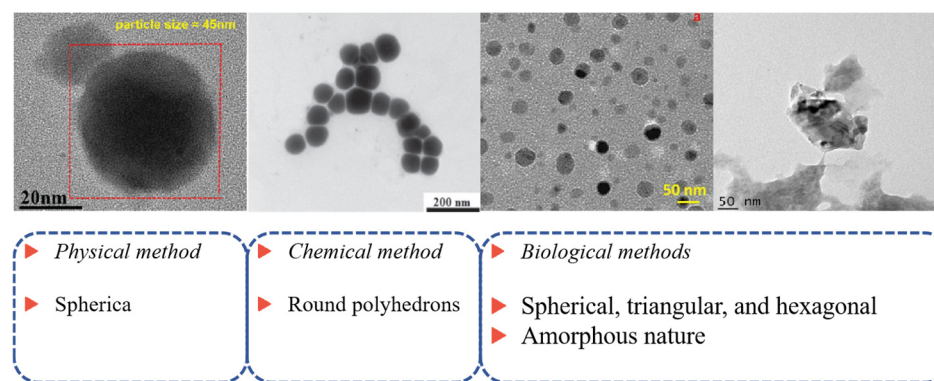 particle size = 45nm
20nm
200 nm
a
50 nm
50 nm
Physical method
Spherica
Chemical method
Round polyhedrons
Biological methods
Spherical, triangular, and hexagonal
Amorphous nature